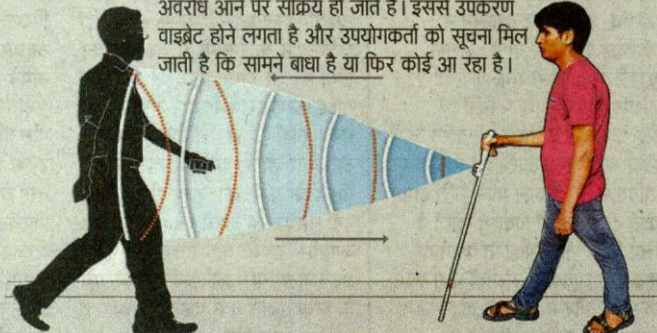 अवरोध आने पर सक्रिय हो जाते हैं। इससे उपकरण
वाइब्रेट होने लगता है और उपयोगकर्ता को सूचना मिल
जाती है कि सामने बाधा है या फिर कोई आ रहा है।